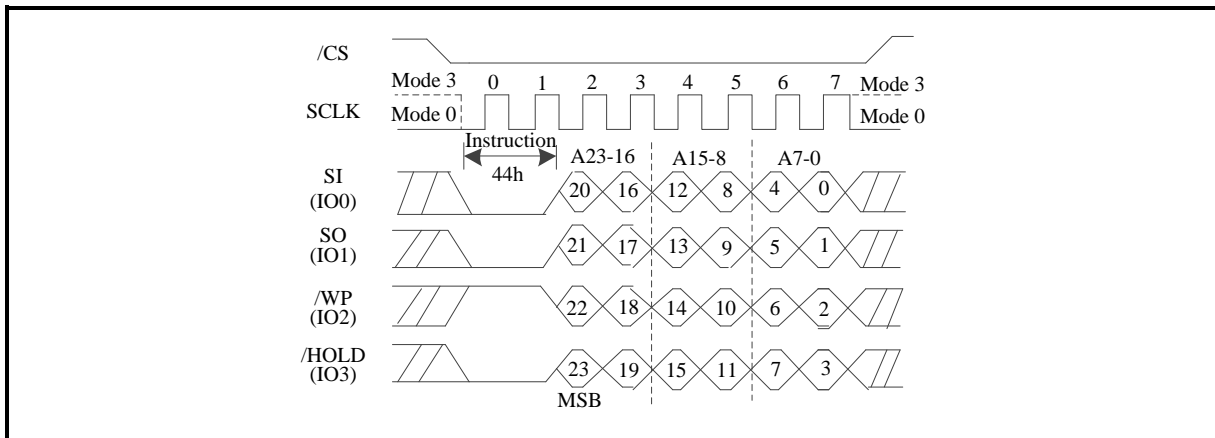 /CS
Mode 3 0 1 2 3 4 5 6 7 Mode 3
SCLK
Mode 0 Mode 0
Instruction
44h
A23-16 A15-8 A7-0
SI
(IO0)
20 16 12 8 4 0
SO
(IO1)
21 17 13 9 5 1
/WP
(IO2)
22 18 14 10 6 2
/HOLD
(IO3)
23 19 15 11 7 3
MSB